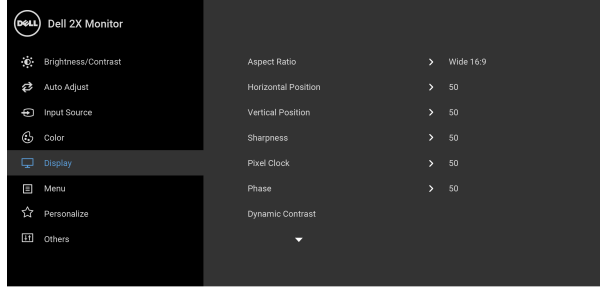 DELL Dell 2X Monitor
Brightness/Contrast
Auto Adjust
Input Source
Color
Display
Menu
Personalize
Others
Aspect Ratio > Wide 16:9
Horizontal Position > 50
Vertical Position > 50
Sharpness > 50
Pixel Clock > 50
Phase > 50
Dynamic Contrast